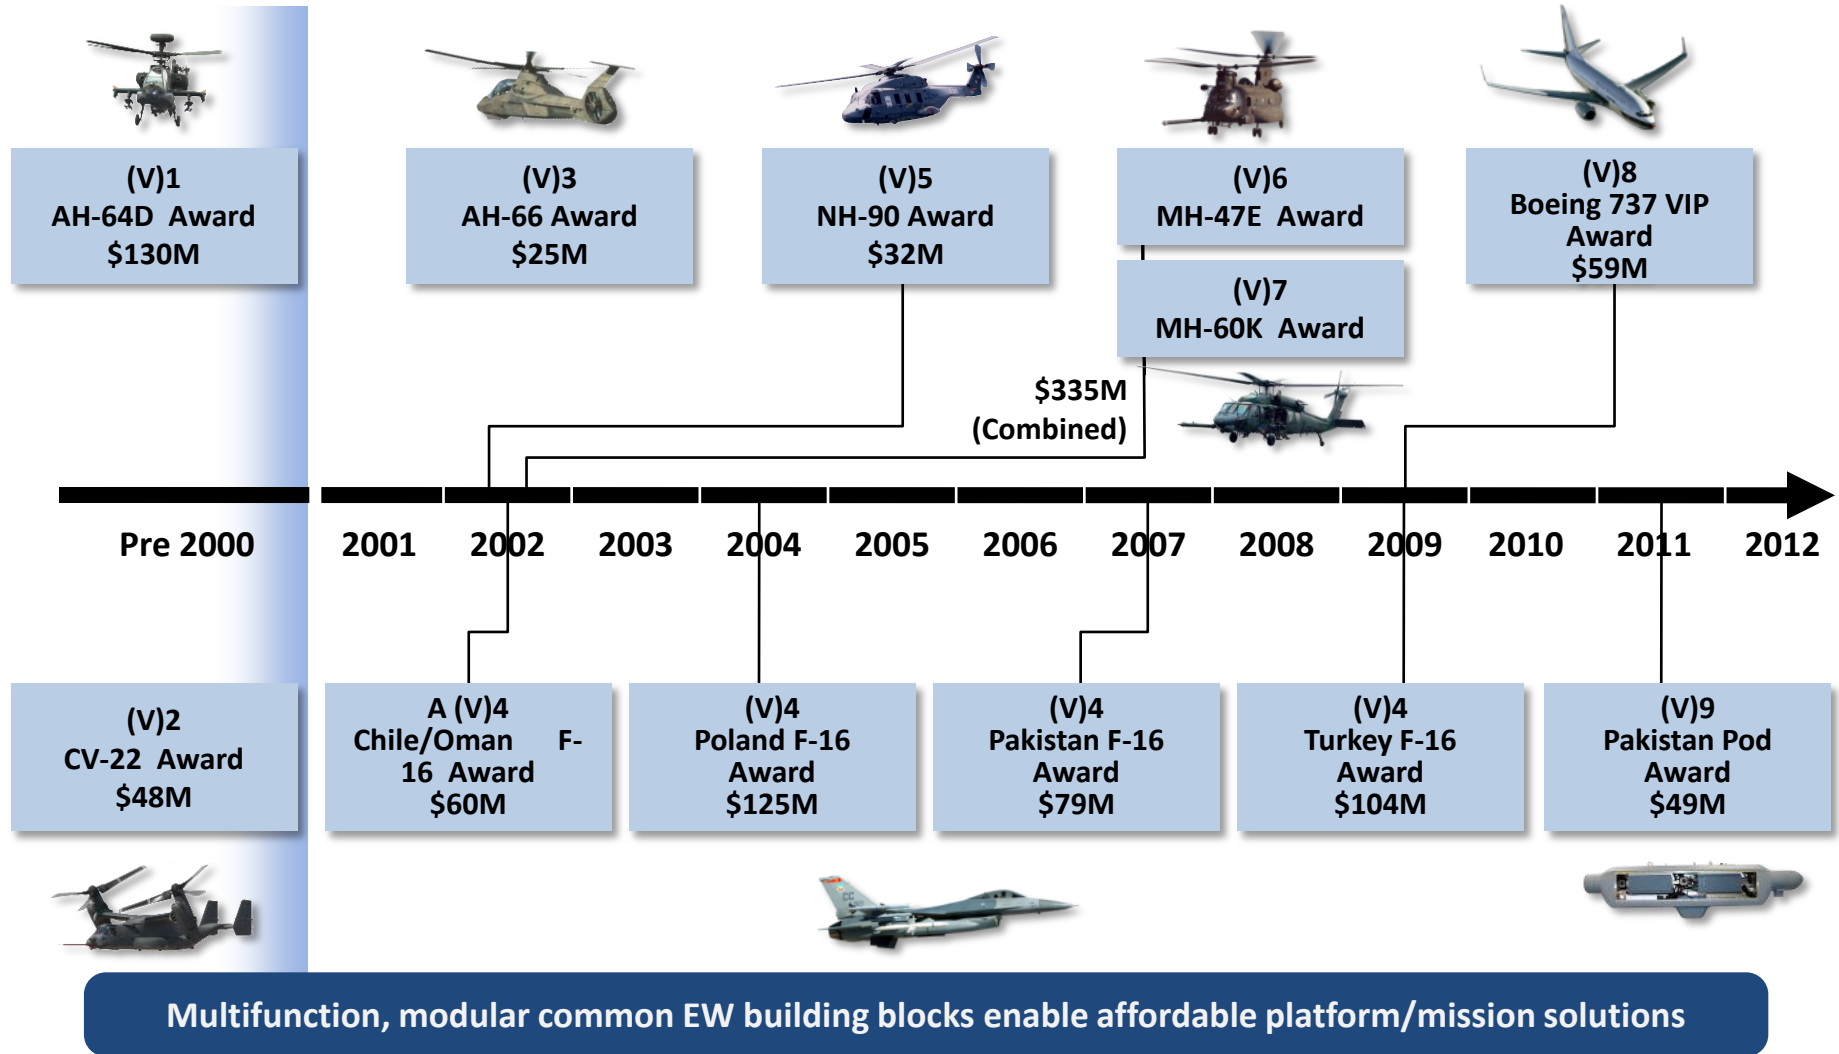 (V)1
AH-64D Award
$130M
(V)3
AH-66 Award
$25M
(V)5
NH-90 Award
$32M
(V)6
MH-47E Award
(V)7
MH-60K Award
$335M
(Combined)
(V)8
Boeing 737 VIP
Award
$59M
Pre 2000
2001
2002
2003
2004
2005
2006
2007
2008
2009
2010
2011
2012
(V)2
CV-22 Award
$48M
A (V)4
Chile/Oman F-
16 Award
$60M
(V)4
Poland F-16
Award
$125M
(V)4
Pakistan F-16
Award
$79M
(V)4
Turkey F-16
Award
$104M
(V)9
Pakistan Pod
Award
$49M
CC
Multifunction, modular common EW building blocks enable affordable platform/mission solutions